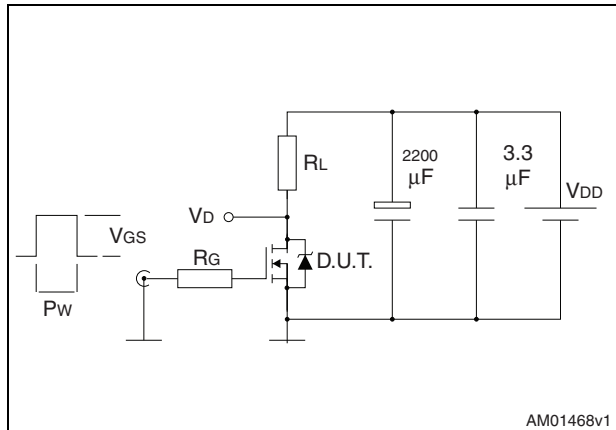 RL
2200
μF
3.3
μF
VDD
VD
VGS
RG
D.U.T.
PW
AM01468v1